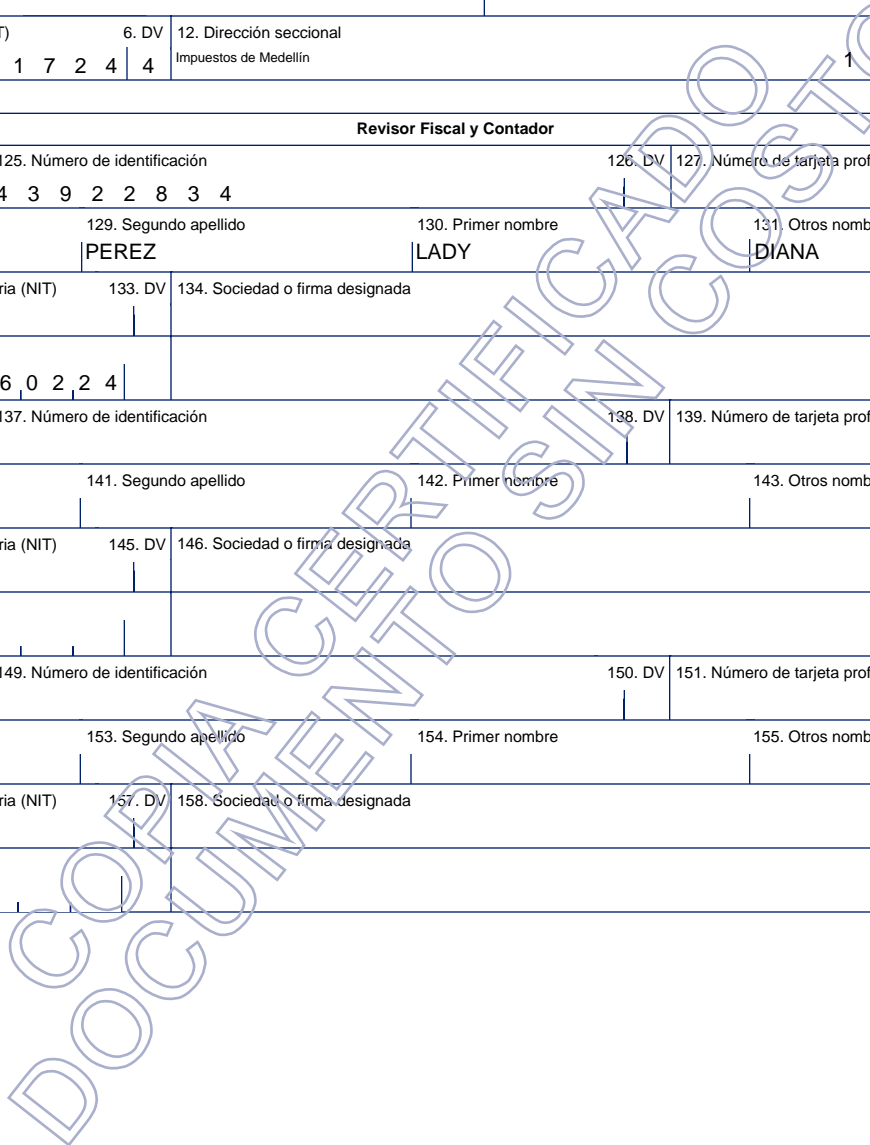 T) 6. DV 12. Dirección seccional
1 7 2 4 4 Impuestos de Medellín 1
Revisor Fiscal y Contador
125. Número de identificación 126. DV 127. Número de tarjeta prof
4 3 9 2 2 8 3 4
129. Segundo apellido 130. Primer nombre 131. Otros nomb
PEREZ LADY DIANA
ria (NIT) 133. DV 134. Sociedad o firma designada
6 0 2 2 4
137. Número de identificación 138. DV 139. Número de tarjeta prof
141. Segundo apellido 142. Primer nombre 143. Otros nomb
ria (NIT) 145. DV 146. Sociedad o firma designada
149. Número de identificación 150. DV 151. Número de tarjeta prof
153. Segundo apellido 154. Primer nombre 155. Otros nomb
ria (NIT) 157. DV 158. Sociedad o firma designada
COPIA CERTIFICADO
DOCUMENTO SIN COSTO